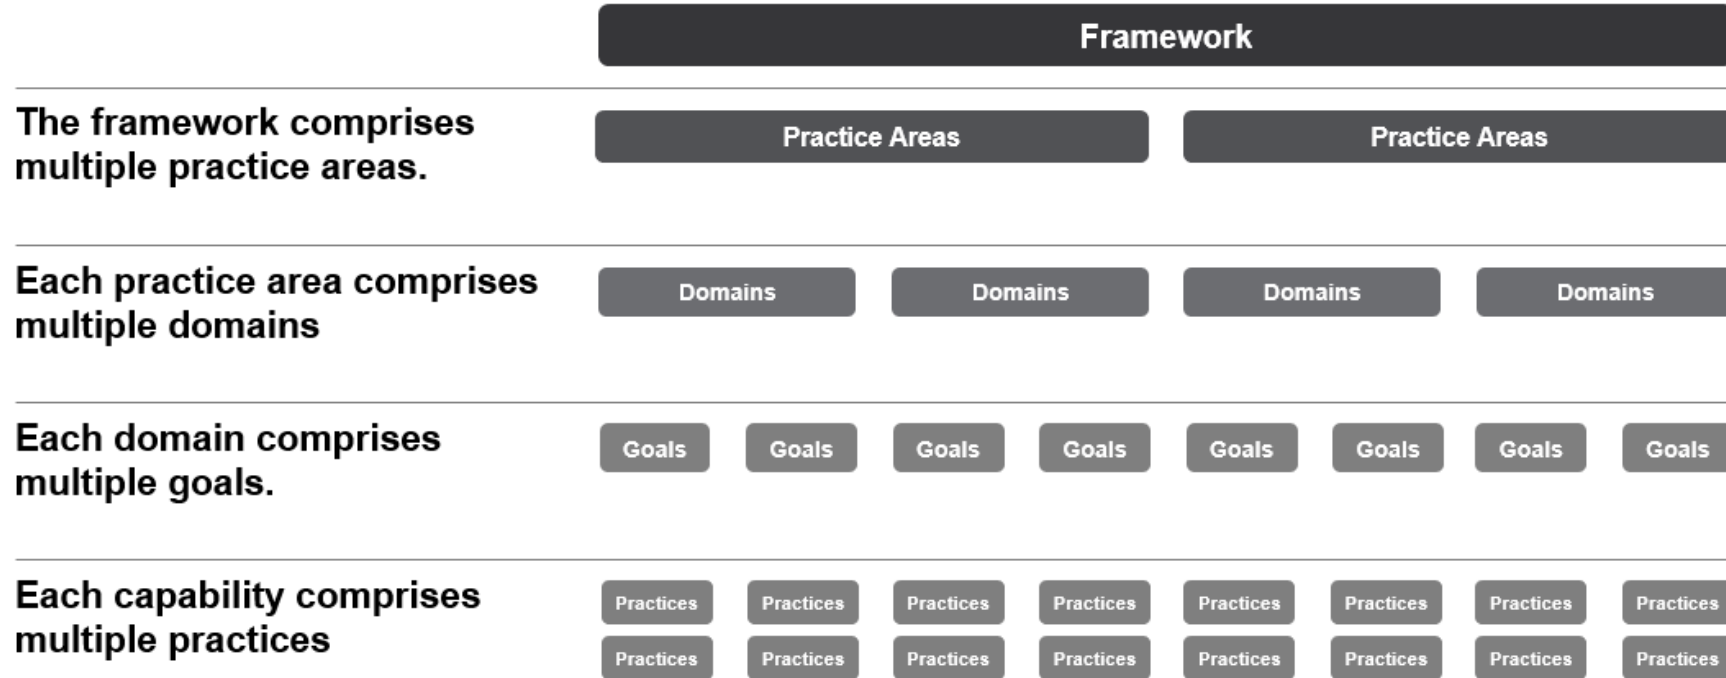 Framework
The framework comprises
multiple practice areas.
Practice Areas Practice Areas
Each practice area comprises
multiple domains
Domains Domains Domains Domains
Each domain comprises
multiple goals.
Goals Goals Goals Goals Goals Goals Goals Goals
Each capability comprises
multiple practices
Practices Practices Practices Practices Practices Practices Practices Practices
Practices Practices Practices Practices Practices Practices Practices Practices